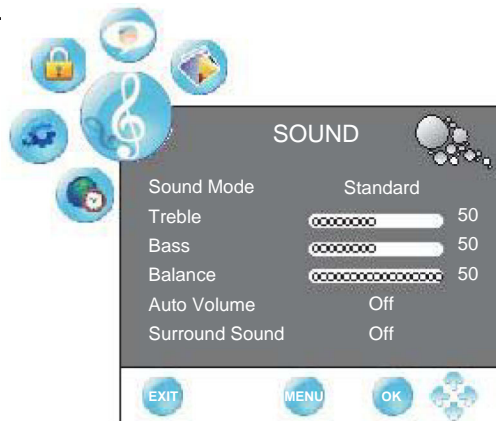 SOUND
Sound Mode Standard
Treble 50
Bass 50
Balance 50
Auto Volume Off
Surround Sound Off
EXIT MENU OK